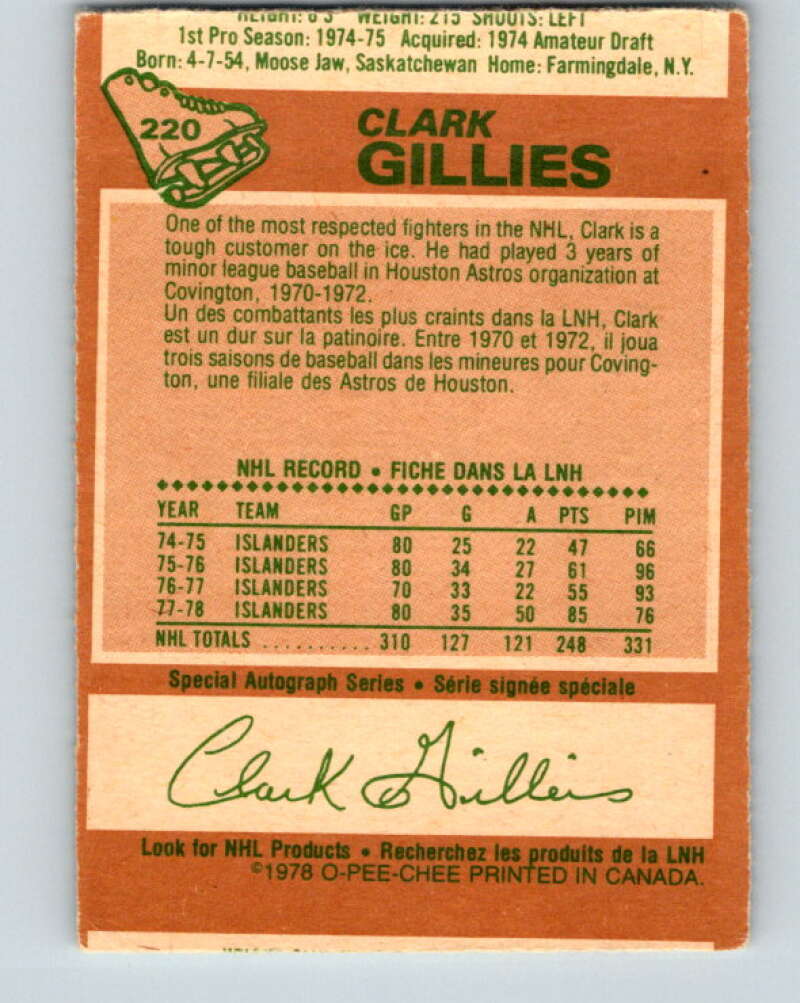 HEIGHT: 6'3" WEIGHT: 215 SHOOTS: LEFT
1st Pro Season: 1974-75 Acquired: 1974 Amateur Draft
Born: 4-7-54, Moose Jaw, Saskatchewan Home: Farmingdale, N.Y.
220
CLARK
GILLIES
One of the most respected fighters in the NHL, Clark is a
tough customer on the ice. He had played 3 years of
minor league baseball in Houston Astros organization at
Covington, 1970-1972.
Un des combattants les plus craints dans la LNH, Clark
est un dur sur la patinoire. Entre 1970 et 1972, il joua
trois saisons de baseball dans les mineures pour Coving-
ton, une filiale des Astros de Houston.
NHL RECORD • FICHE DANS LA LNH
YEAR TEAM GP G A PTS PIM
74-75 ISLANDERS 80 25 22 47 66
75-76 ISLANDERS 80 34 27 61 96
76-77 ISLANDERS 70 33 22 55 93
77-78 ISLANDERS 80 35 50 85 76
NHL TOTALS ........... 310 127 121 248 331
Special Autograph Series • Série signée spéciale
Clark Gillies
Look for NHL Products • Recherchez les produits de la LNH
©1978 O-PEE-CHEE PRINTED IN CANADA.